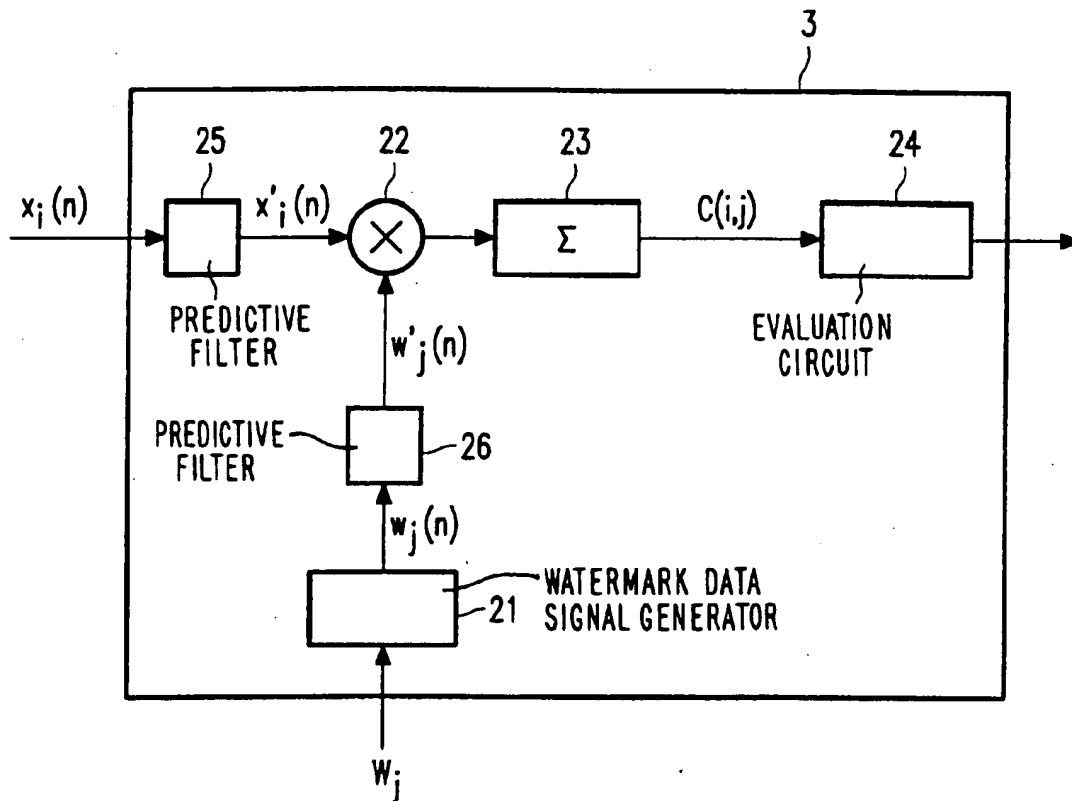 3
25
22
23
24
x_i(n)
x'_i(n)
C(i,j)
Σ
PREDICTIVE
FILTER
EVALUATION
CIRCUIT
w'_j(n)
PREDICTIVE
FILTER
26
w_j(n)
WATERMARK DATA
SIGNAL GENERATOR
21
W_j